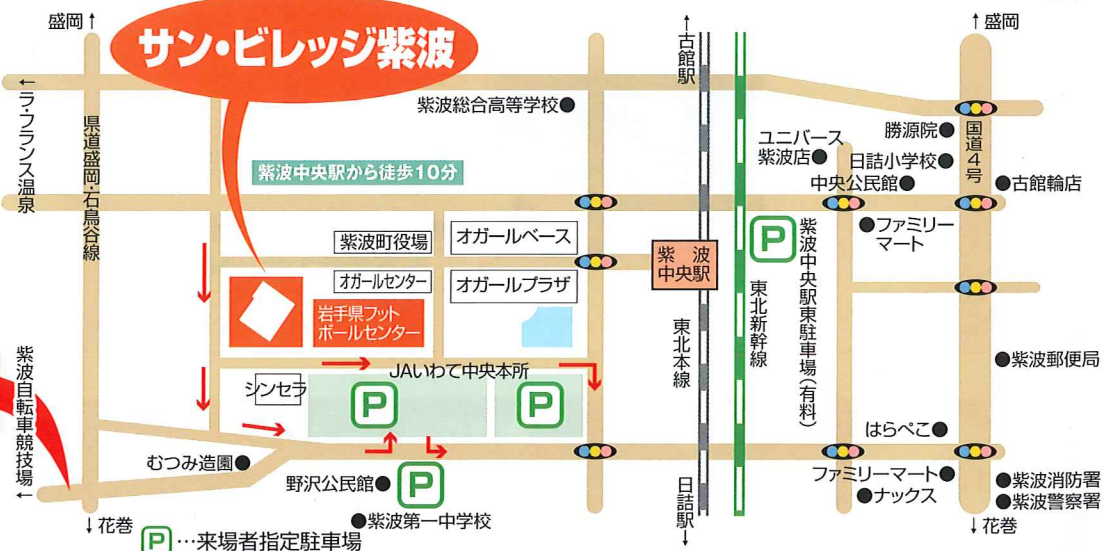 盛岡↑
サン・ビレッジ紫波
←古館駅
↑盛岡
←ラ・フランス温泉
県道盛岡・石鳥谷線
紫波総合高等学校●
紫波中央駅から徒歩10分
ユニバース
紫波店●
勝源院●
日詰小学校●
中央公民館●
国道4号
●古館輪店
●ファミリー
マート
紫波町役場
オガールベース
オガールセンター
オガールプラザ
岩手県フット
ボールセンター
紫波
中央駅
P
紫波中央駅東駐車場(有料)
東北新幹線
東北本線
JAいわて中央本所
シンセラ
P
P
●紫波郵便局
紫波自転車競技場←
はらぺこ●
むつみ造園●
野沢公民館●
P
●紫波第一中学校
ファミリーマート●
●ナックス
●紫波消防署
●紫波警察署
日詰駅→
↓花巻
↓花巻
P…来場者指定駐車場